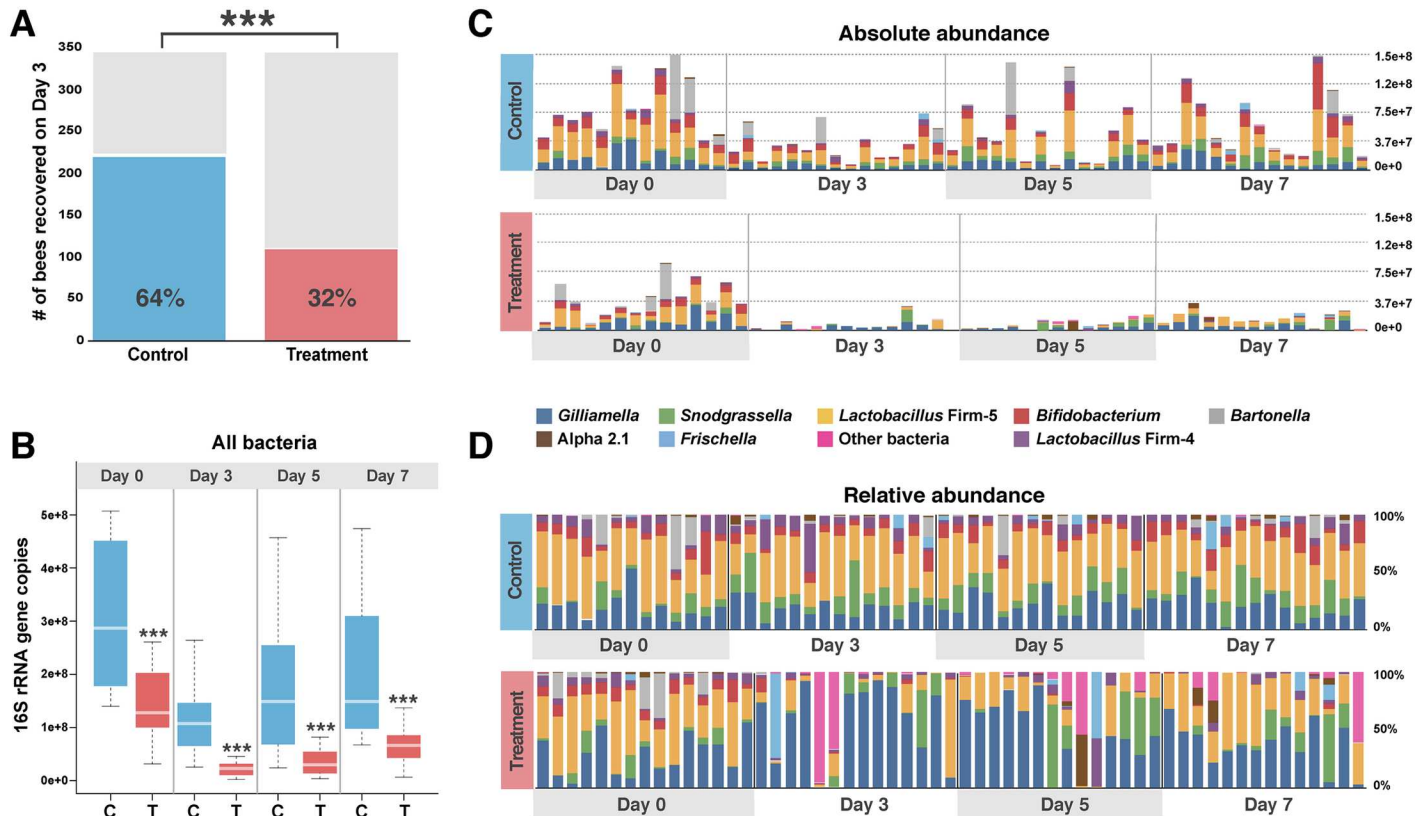 A
***
# of bees recovered on Day 3
350
300
250
200
150
100
50
0
64%
32%
Control
Treatment
B
All bacteria
Day 0
Day 3
Day 5
Day 7
16S rRNA gene copies
5e+8
4e+8
3e+8
2e+8
1e+8
0e+0
***
***
***
***
C
T
C
T
C
T
C
T
C
Absolute abundance
Control
1.5e+8
1.2e+8
7.5e+7
3.7e+7
0e+0
Day 0
Day 3
Day 5
Day 7
Treatment
1.5e+8
1.2e+8
7.5e+7
3.7e+7
0e+0
Day 0
Day 3
Day 5
Day 7
Gilliamella
Snodgrassella
Lactobacillus Firm-5
Bifidobacterium
Bartonella
Alpha 2.1
Frischella
Other bacteria
Lactobacillus Firm-4
D
Relative abundance
Control
100%
50%
0%
Day 0
Day 3
Day 5
Day 7
Treatment
100%
50%
0%
Day 0
Day 3
Day 5
Day 7